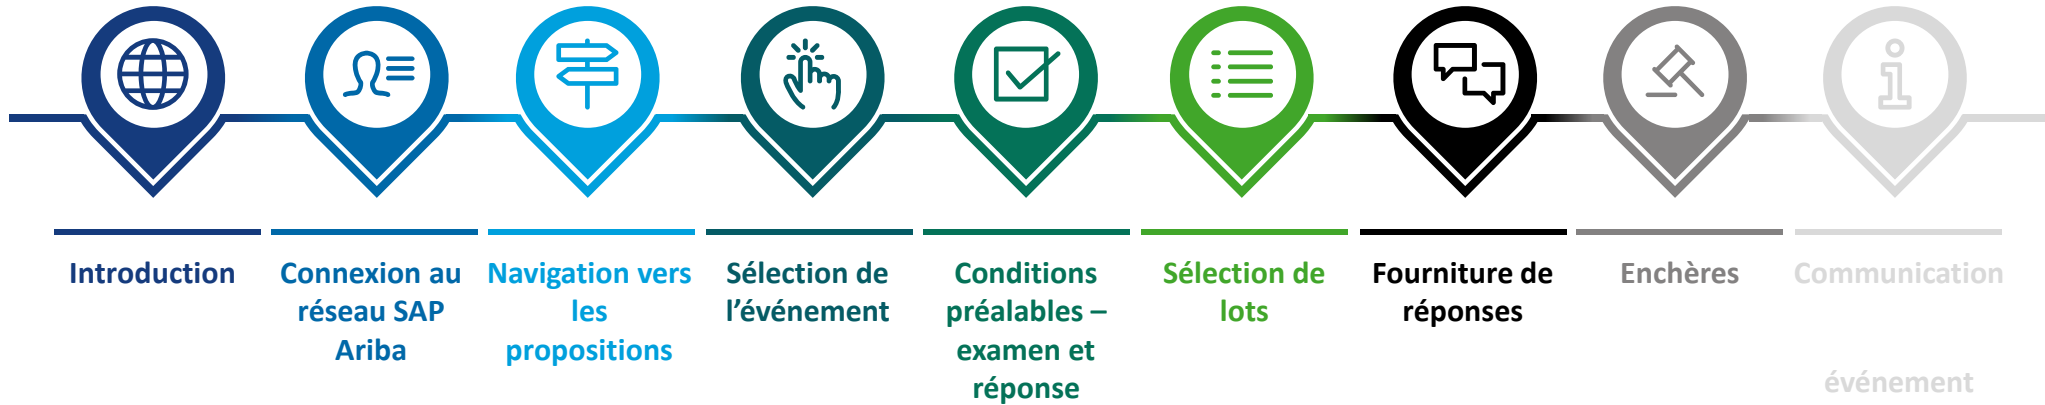 Introduction
Connexion au
réseau SAP
Ariba
Navigation vers
les
propositions
Sélection de
l’événement
Conditions
préalables –
examen et
réponse
Sélection de
lots
Fourniture de
réponses
Enchères
Communication
événement